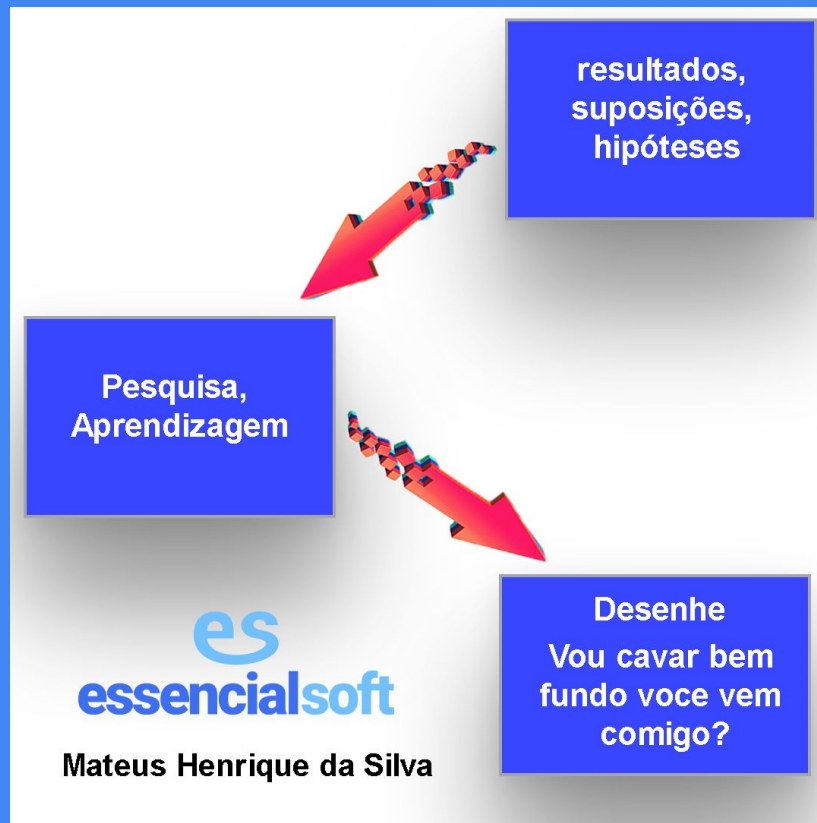 resultados,
suposições,
hipóteses
Pesquisa,
Aprendizagem
Desenhe
Vou cavar bem
fundo voce vem
comigo?
es
essencialsoft
Mateus Henrique da Silva